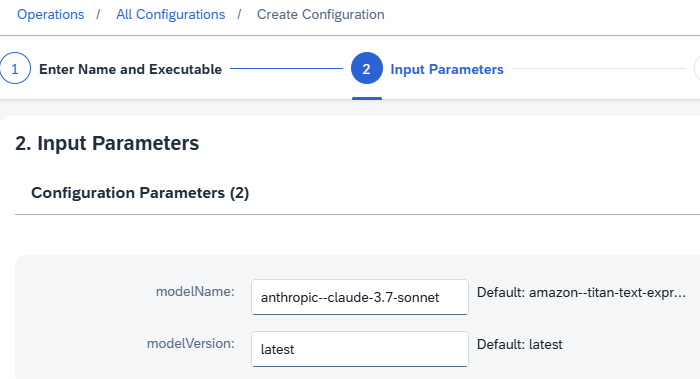 Operations / All Configurations / Create Configuration
1 Enter Name and Executable 2 Input Parameters
2. Input Parameters
Configuration Parameters (2)
modelName: anthropic--claude-3.7-sonnet Default: amazon--titan-text-expr...
modelVersion: latest Default: latest